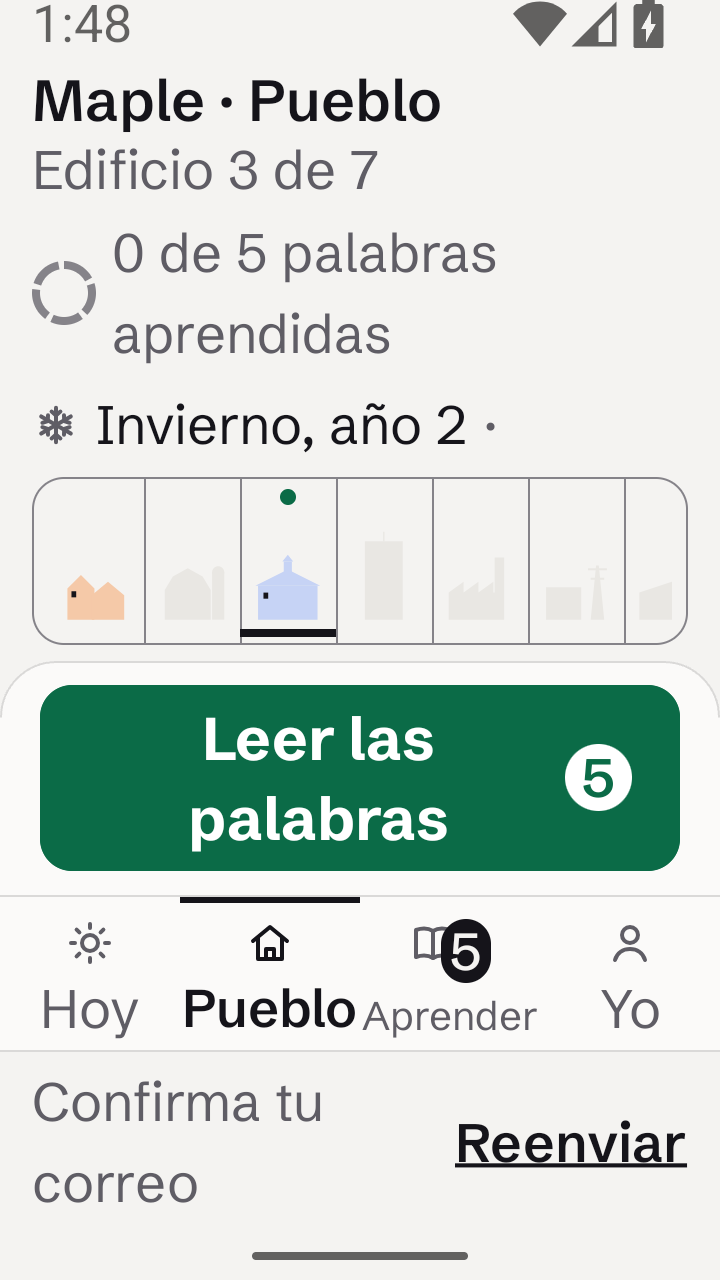 1:48
Maple · Pueblo
Edificio 3 de 7
0 de 5 palabras
aprendidas
Invierno, año 2 ·
Leer las
palabras
5
5
Hoy
Pueblo
Aprender
Yo
Confirma tu
correo
Reenviar